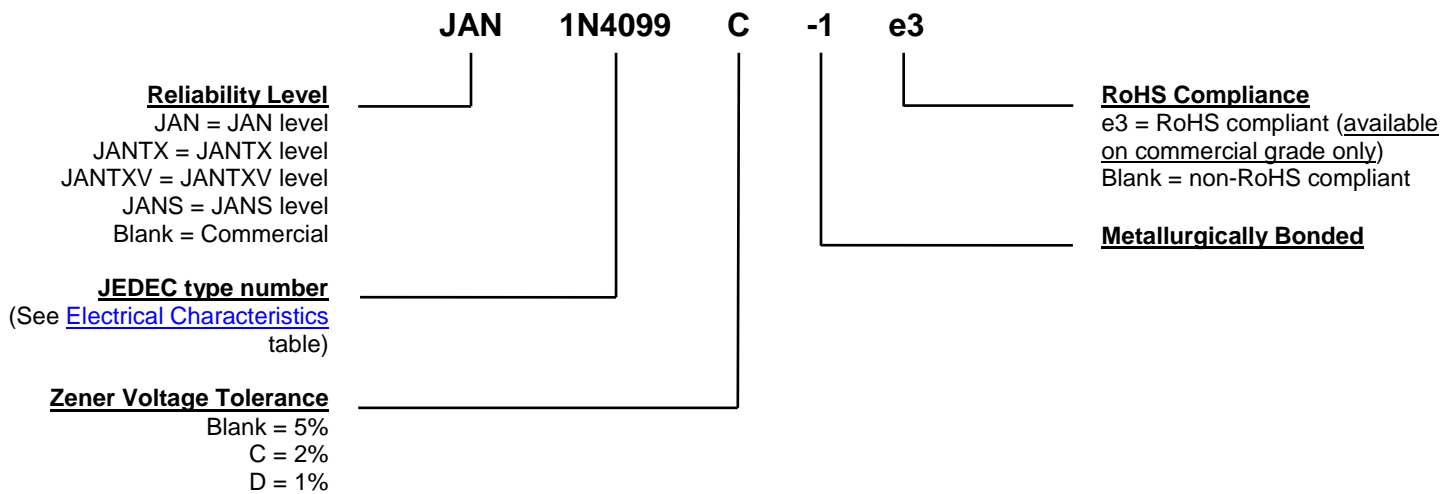 JAN 1N4099 C -1 e3
Reliability Level
JAN = JAN level
JANTX = JANTX level
JANTXV = JANTXV level
JANS = JANS level
Blank = Commercial
JEDEC type number
(See Electrical Characteristics
table)
Zener Voltage Tolerance
Blank = 5%
C = 2%
D = 1%
RoHS Compliance
e3 = RoHS compliant (available
on commercial grade only)
Blank = non-RoHS compliant
Metallurgically Bonded